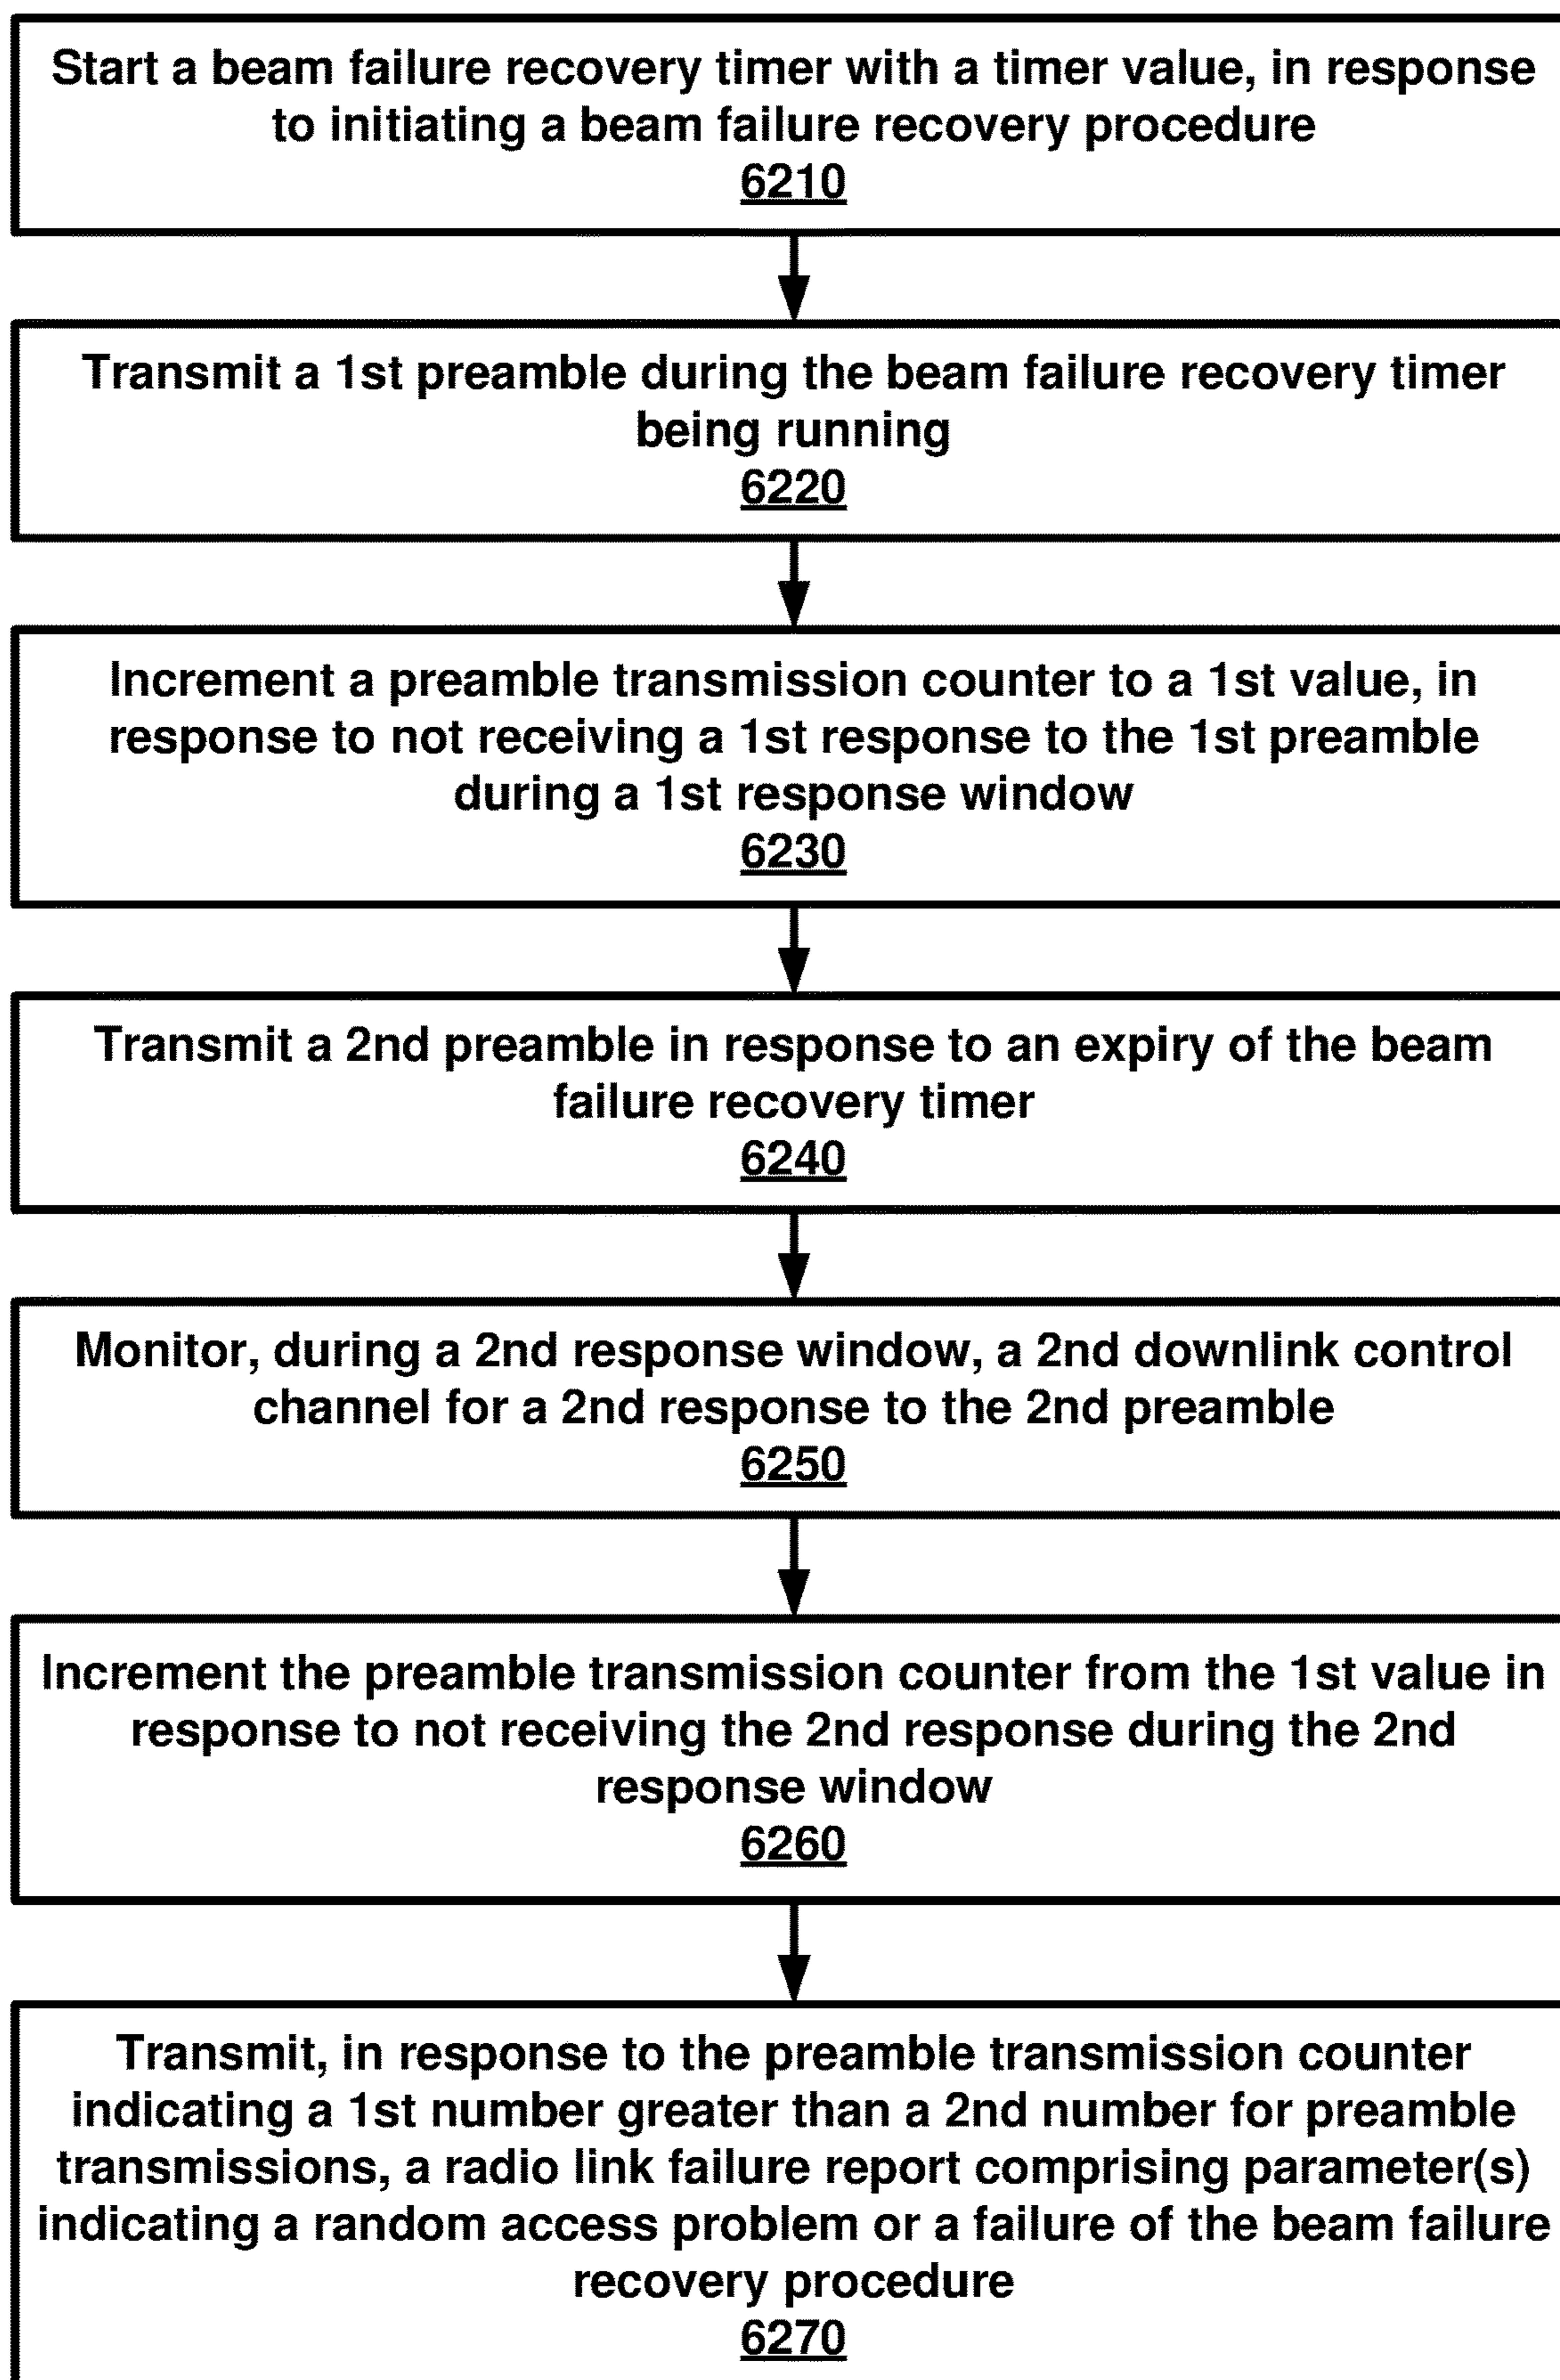 Start a beam failure recovery timer with a timer value, in response
to initiating a beam failure recovery procedure
6210
Transmit a 1st preamble during the beam failure recovery timer
being running
6220
Increment a preamble transmission counter to a 1st value, in
response to not receiving a 1st response to the 1st preamble
during a 1st response window
6230
Transmit a 2nd preamble in response to an expiry of the beam
failure recovery timer
6240
Monitor, during a 2nd response window, a 2nd downlink control
channel for a 2nd response to the 2nd preamble
6250
Increment the preamble transmission counter from the 1st value in
response to not receiving the 2nd response during the 2nd
response window
6260
Transmit, in response to the preamble transmission counter
indicating a 1st number greater than a 2nd number for preamble
transmissions, a radio link failure report comprising parameter(s)
indicating a random access problem or a failure of the beam failure
recovery procedure
6270